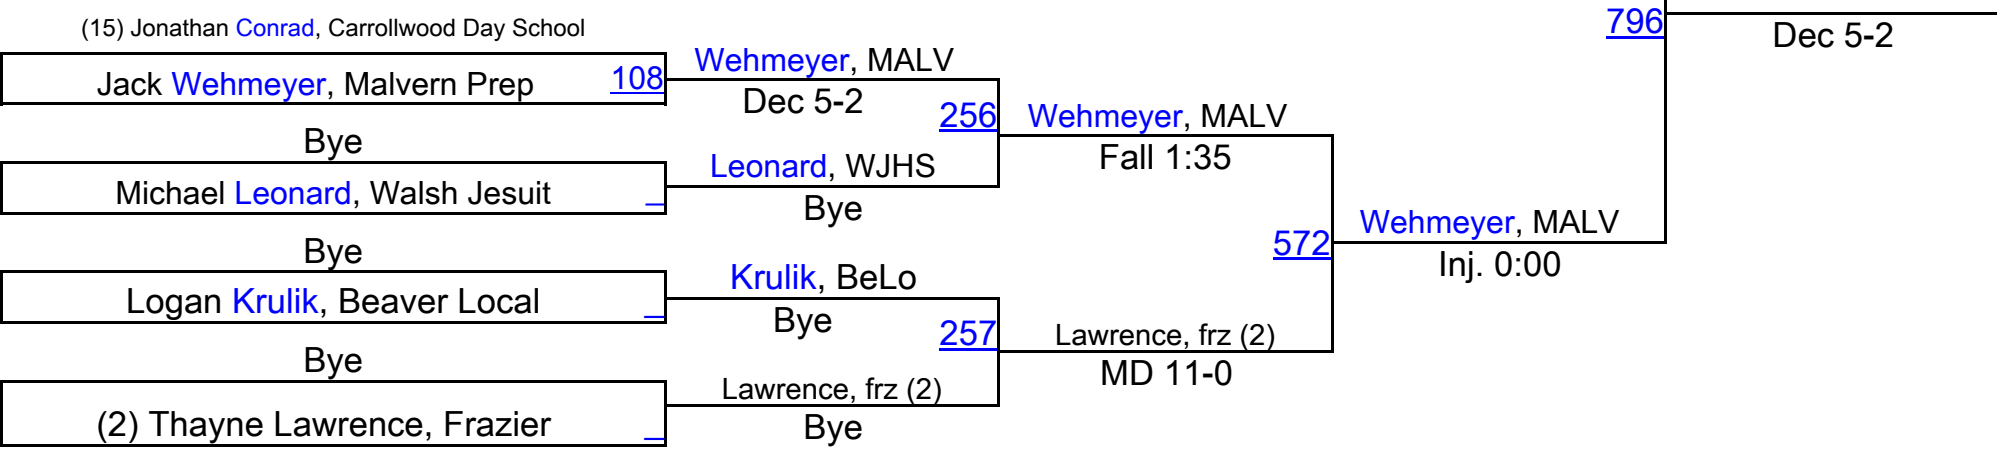 (15) Jonathan Conrad, Carrollwood Day School
Jack Wehmeyer, Malvern Prep 108
Bye
Michael Leonard, Walsh Jesuit
Bye
Logan Krulik, Beaver Local
Bye
(2) Thayne Lawrence, Frazier
Wehmeyer, MALV
Dec 5-2
256
Leonard, WJHS
Bye
Krulik, BeLo
Bye
257
Lawrence, frz (2)
Bye
Wehmeyer, MALV
Fall 1:35
572
Lawrence, frz (2)
MD 11-0
Wehmeyer, MALV
Inj. 0:00
796
Dec 5-2